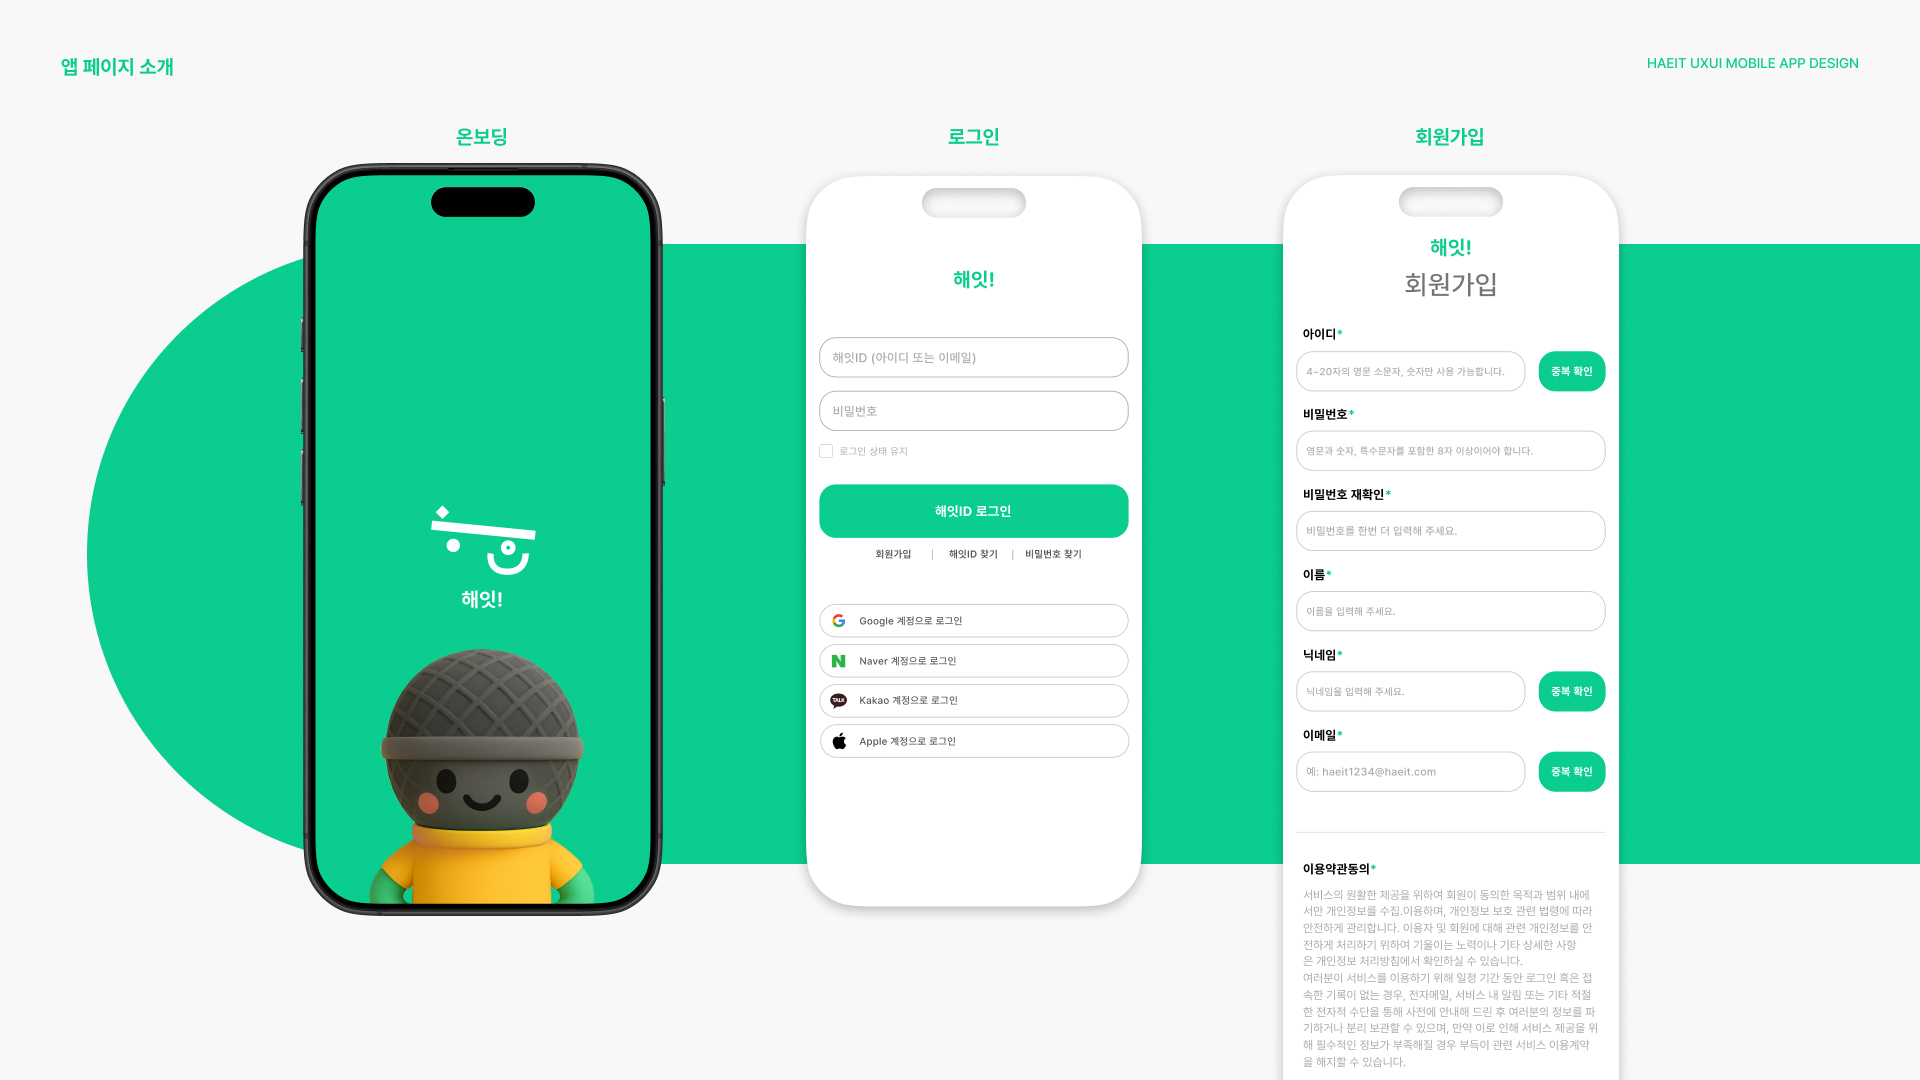 앱 페이지 소개
HAEIT UXUI MOBILE APP DESIGN
온보딩
해잇!
로그인
해잇!
해잇ID (아이디 또는 이메일)
비밀번호
로그인 상태 유지
해잇ID 로그인
회원가입 | 해잇ID 찾기 | 비밀번호 찾기
Google 계정으로 로그인
Naver 계정으로 로그인
TALK Kakao 계정으로 로그인
Apple 계정으로 로그인
회원가입
해잇!
회원가입
아이디*
4~20자의 영문 소문자, 숫자만 사용 가능합니다.
중복 확인
비밀번호*
영문과 숫자, 특수문자를 포함한 8자 이상이어야 합니다.
비밀번호 재확인*
비밀번호를 한번 더 입력해 주세요.
이름*
이름을 입력해 주세요.
닉네임*
닉네임을 입력해 주세요.
중복 확인
이메일*
예: haeit1234@haeit.com
중복 확인
이용약관동의*
서비스의 원활한 제공을 위하여 회원이 동의한 목적과 범위 내에
서만 개인정보를 수집.이용하며, 개인정보 보호 관련 법령에 따라
안전하게 관리합니다. 이용자 및 회원에 대해 관련 개인정보를 안
전하게 처리하기 위하여 기울이는 노력이나 기타 상세한 사항
은 개인정보 처리방침에서 확인하실 수 있습니다.
여러분이 서비스를 이용하기 위해 일정 기간 동안 로그인 혹은 접
속한 기록이 없는 경우, 전자메일, 서비스 내 알림 또는 기타 적절
한 전자적 수단을 통해 사전에 안내해 드린 후 여러분의 정보를 파
기하거나 분리 보관할 수 있으며, 만약 이로 인해 서비스 제공을 위
해 필수적인 정보가 부족해질 경우 부득이 관련 서비스 이용계약
을 해지할 수 있습니다.